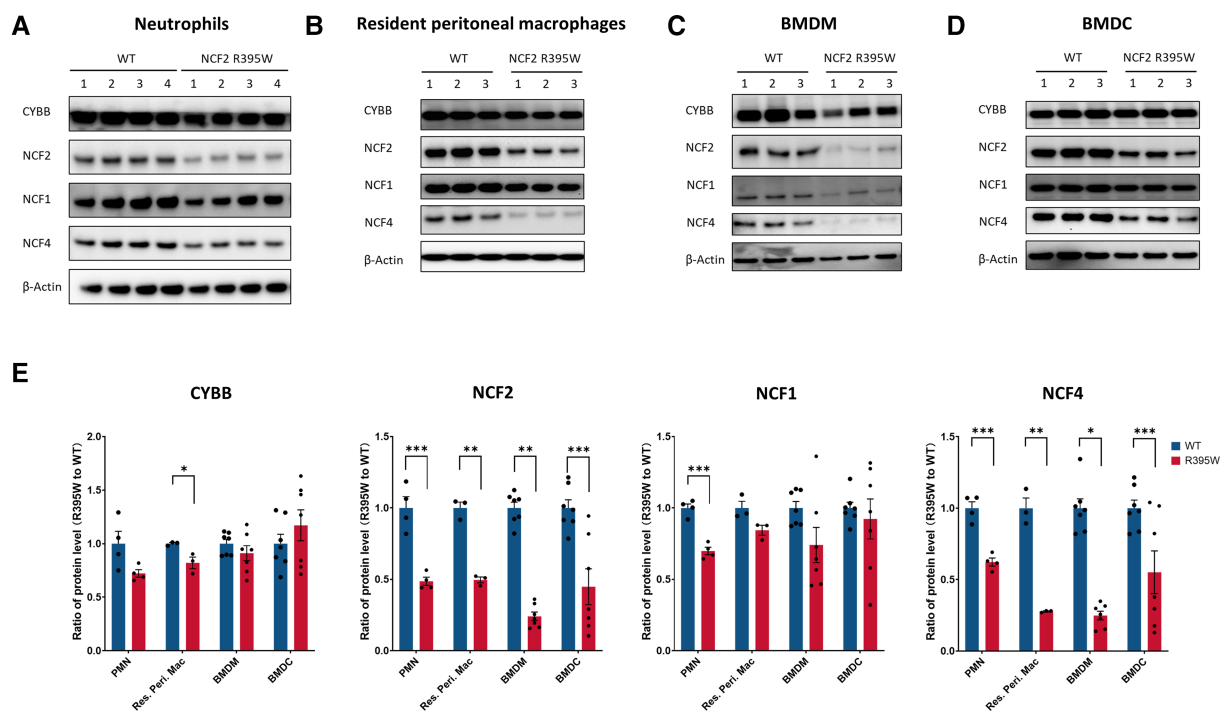 A Neutrophils
WT NCF2 R395W
1 2 3 4 1 2 3 4
CYBB
NCF2
NCF1
NCF4
β-Actin
B Resident peritoneal macrophages
WT NCF2 R395W
1 2 3 1 2 3
CYBB
NCF2
NCF1
NCF4
β-Actin
C BMDM
WT NCF2 R395W
1 2 3 1 2 3
CYBB
NCF2
NCF1
NCF4
β-Actin
D BMDC
WT NCF2 R395W
1 2 3 1 2 3
CYBB
NCF2
NCF1
NCF4
β-Actin
E
CYBB
Ratio of protein level (R395W to WT)
2.0
1.5
1.0
0.5
0.0
*
PMN
Res. Peri. Mac
BMDM
BMDC
NCF2
Ratio of protein level (R395W to WT)
1.5
1.0
0.5
0.0
*** ** ** ***
PMN
Res. Peri. Mac
BMDM
BMDC
NCF1
Ratio of protein level (R395W to WT)
1.5
1.0
0.5
0.0
***
PMN
Res. Peri. Mac
BMDM
BMDC
NCF4
Ratio of protein level (R395W to WT)
1.5
1.0
0.5
0.0
*** ** * ***
PMN
Res. Peri. Mac
BMDM
BMDC
WT
R395W